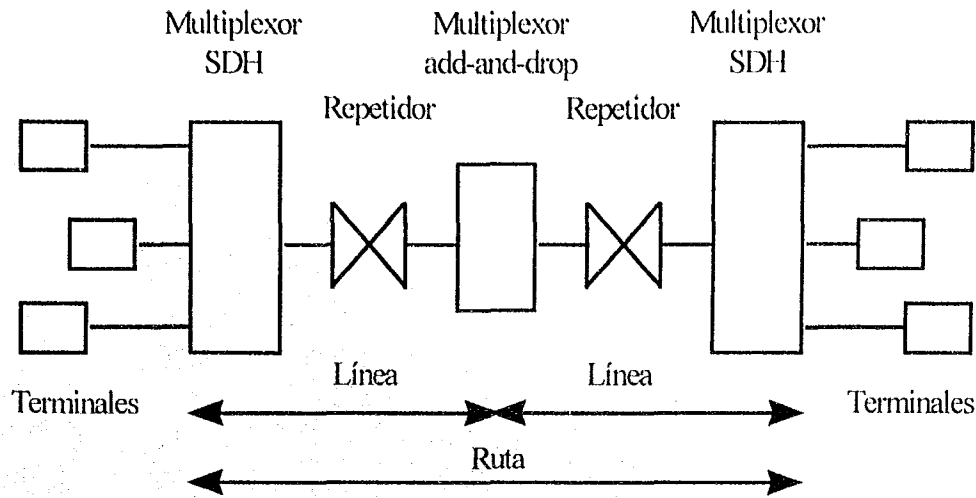 Multiplexor
SDH
Multiplexor
add-and-drop
Multiplexor
SDH
Repetidor
Repetidor
Línea
Línea
Terminales
Terminales
Ruta